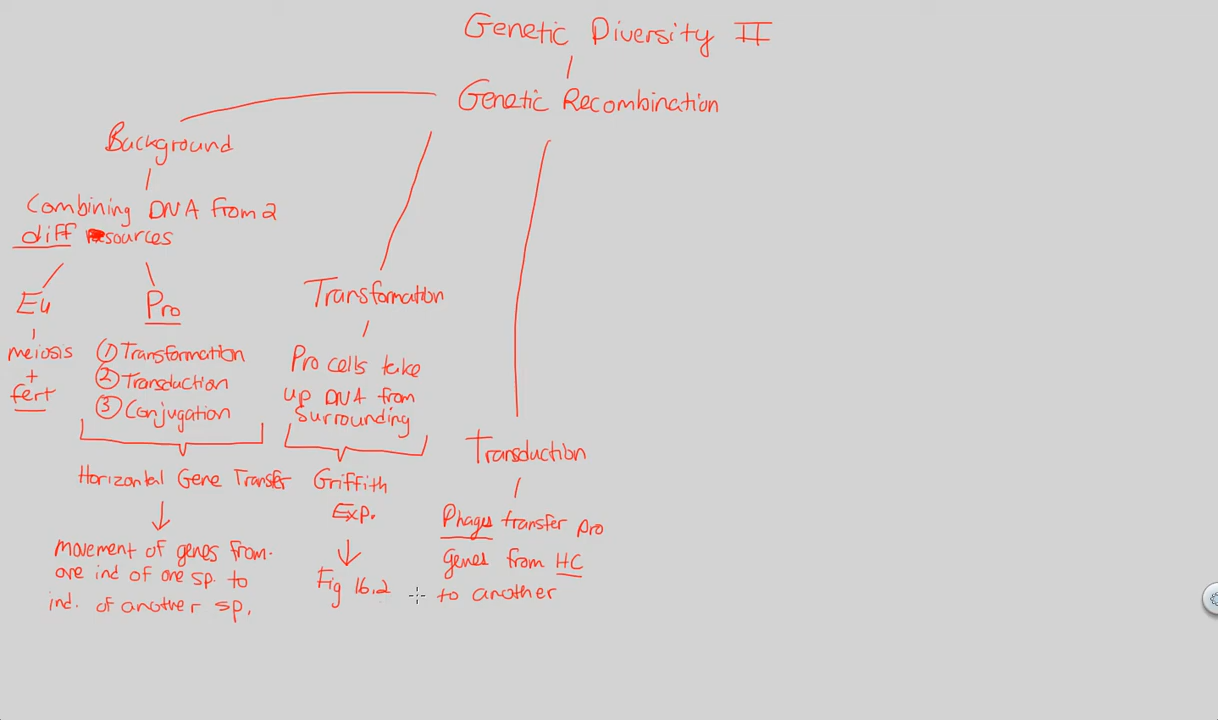 Genetic Diversity II
Genetic Recombination
Background
Combining DNA from 2
diff sources
Eu
meiosis
+
fert
Pro
① Transformation
② Transduction
③ Conjugation
Horizontal Gene Transfer
movement of genes from
one ind of one sp. to
ind. of another sp.
Transformation
Pro cells take
up DNA from
surrounding
Griffith
Exp.
Fig 16.2
Transduction
Phages transfer pro
genes from HC
to another